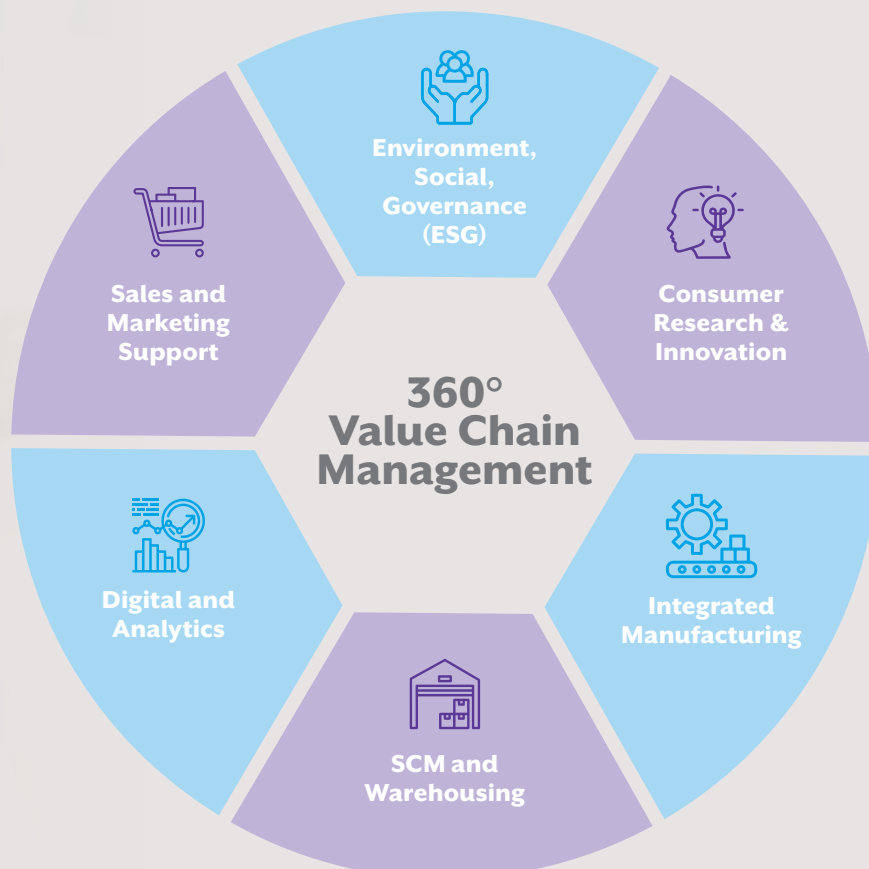 Environment,
Social,
Governance
(ESG)
Consumer
Research &
Innovation
Integrated
Manufacturing
SCM and
Warehousing
Digital and
Analytics
Sales and
Marketing
Support
360°
Value Chain
Management